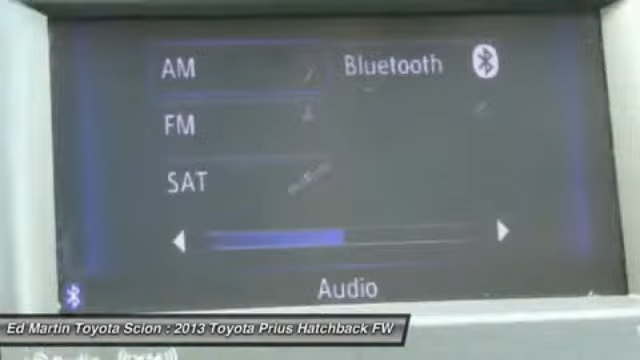 AM
Bluetooth
FM
SAT
Audio
Ed Martin Toyota Scion : 2013 Toyota Prius Hatchback FW